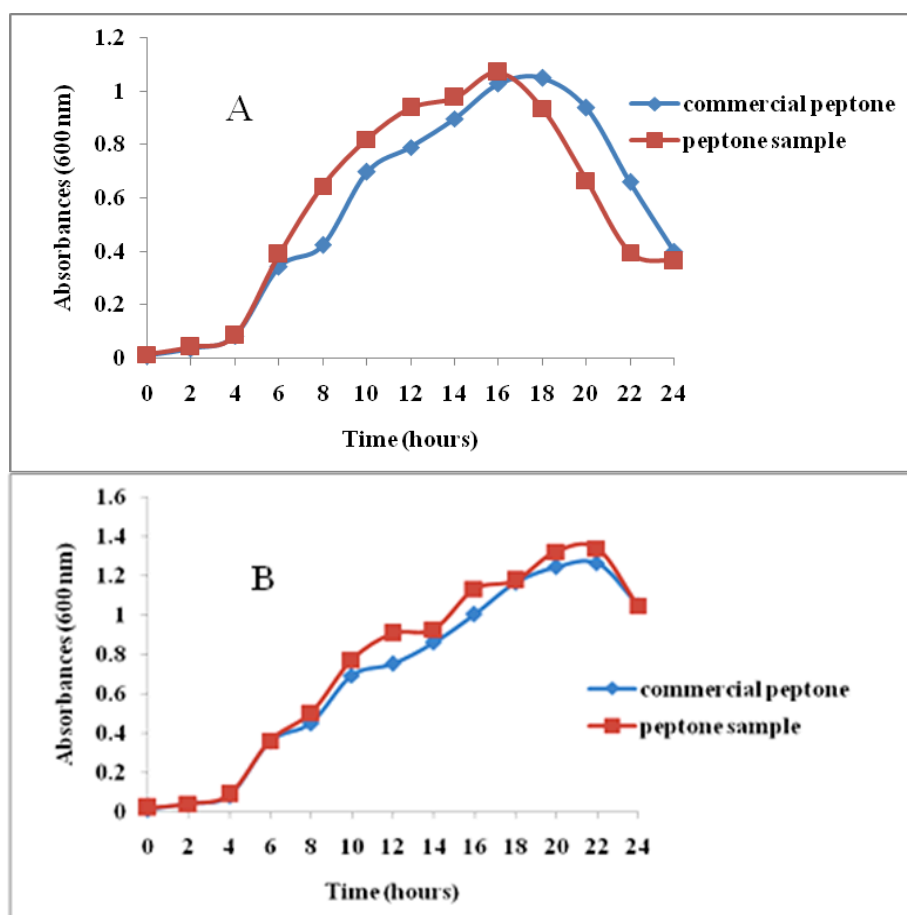 1.2
1
0.8
0.6
0.4
0.2
0
Absorbances (600 nm)
A
commercial peptone
peptone sample
0 2 4 6 8 10 12 14 16 18 20 22 24
Time (hours)
1.6
1.4
1.2
1
0.8
0.6
0.4
0.2
0
Absorbances (600 nm)
B
commercial peptone
peptone sample
0 2 4 6 8 10 12 14 16 18 20 22 24
Time (hours)